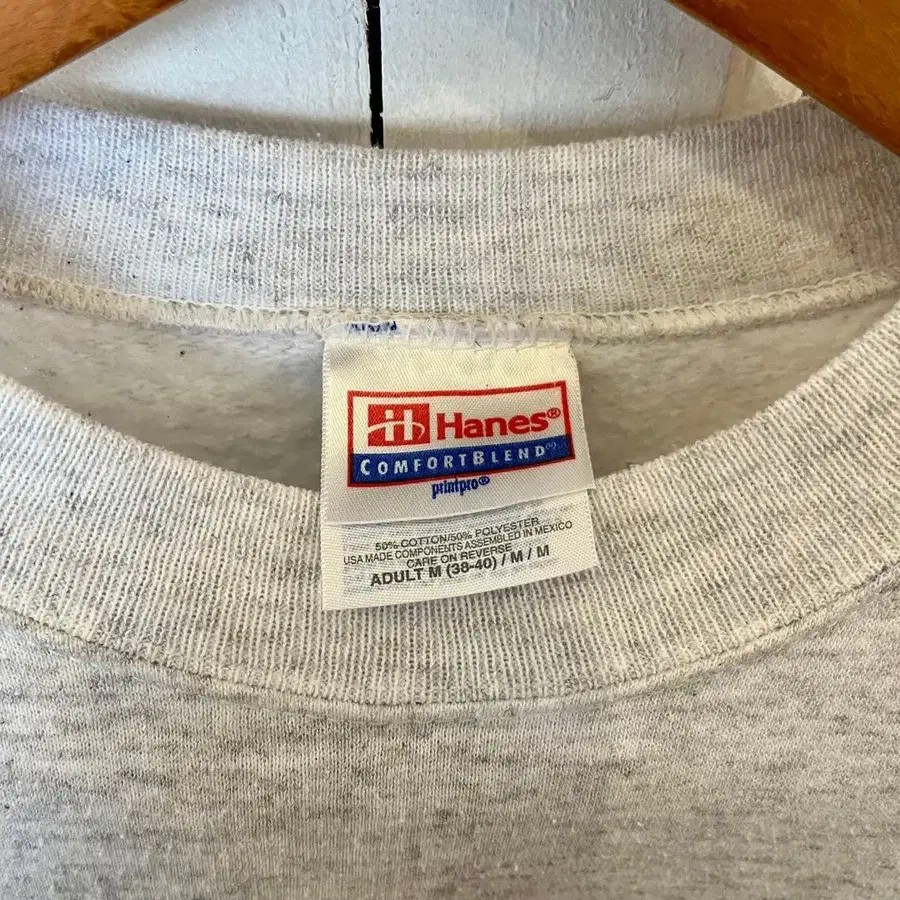 Hanes®
COMFORTBLEND
printpro®
50% COTTON/50% POLYESTER
USA MADE COMPONENTS ASSEMBLED IN MEXICO
CARE ON REVERSE
ADULT M (38-40) / M / M